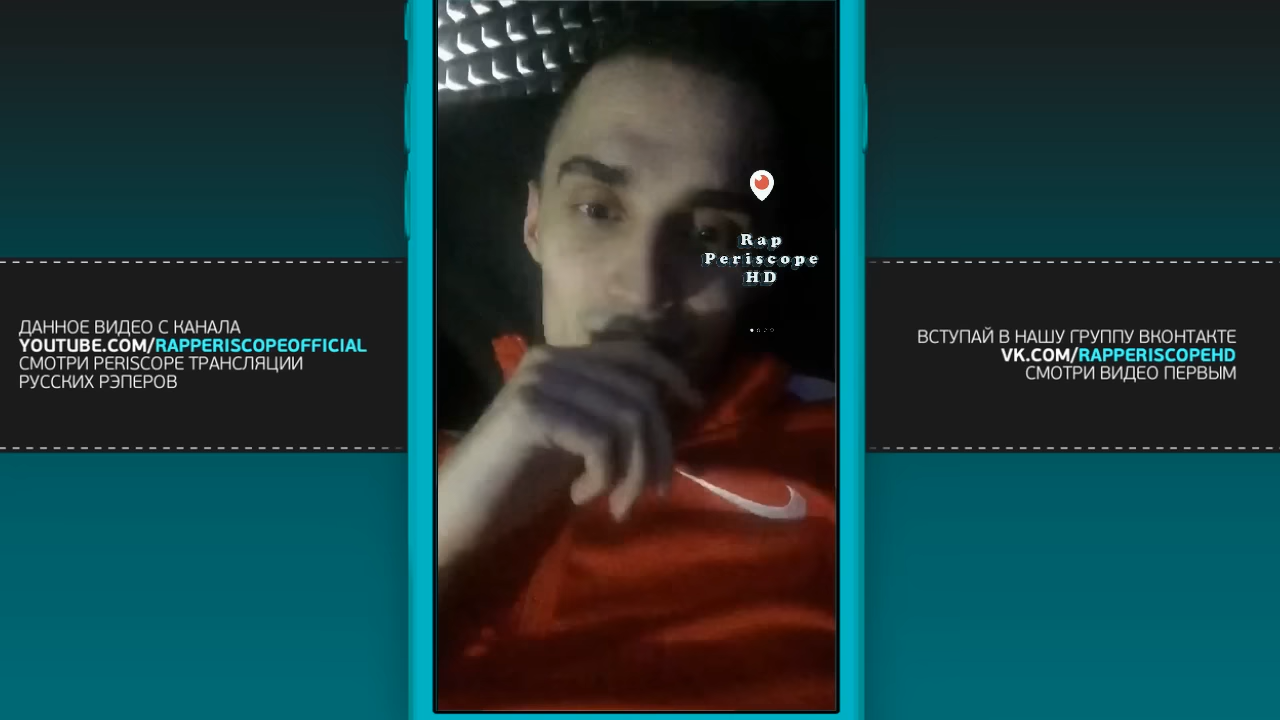 ДАННОЕ ВИДЕО С КАНАЛА
YOUTUBE.COM/RAPPERISCOPEOFFICIAL
СМОТРИ PERISCOPE ТРАНСЛЯЦИИ
РУССКИХ РЭПЕРОВ
Rap
Periscope
HD
ВСТУПАЙ В НАШУ ГРУППУ ВКОНТАКТЕ
VK.COM/RAPPERISCOPEHD
СМОТРИ ВИДЕО ПЕРВЫМ